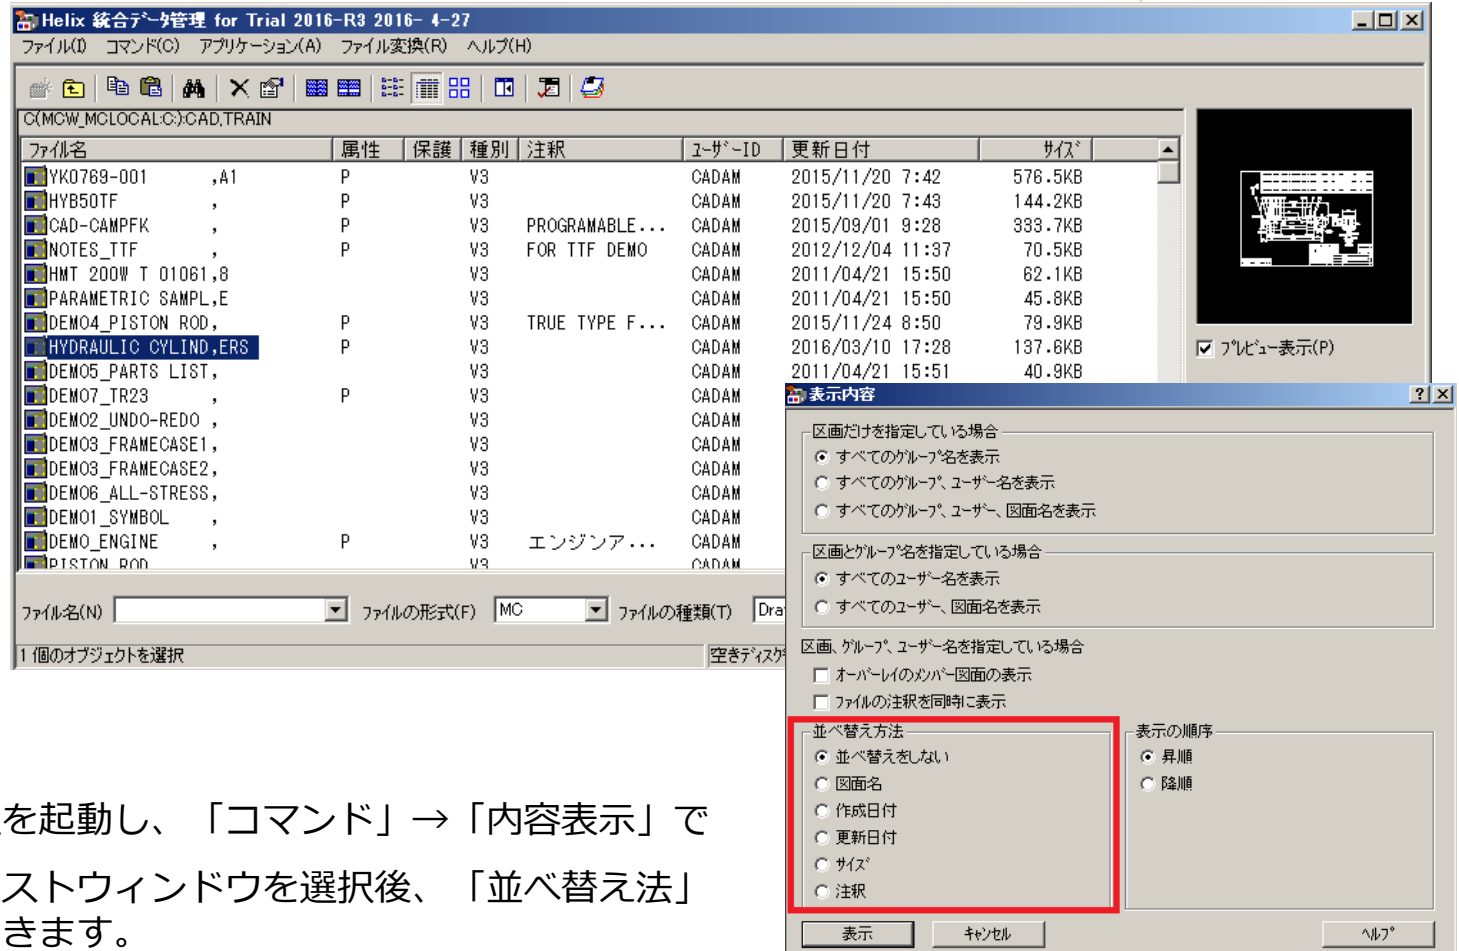 Helix 統合ﾃﾞｰﾀ管理 for Trial 2016-R3 2016- 4-27
ファイル(I) コマンド(C) アプリケーション(A) ファイル変換(R) ヘルプ(H)
C(MCW_MCLOCAL:C:):CAD,TRAIN
ファイル名 属性 保護 種別 注釈 ﾕｰｻﾞｰID 更新日付 ｻｲｽﾞ
YK0769-001 ,A1 P V3 CADAM 2015/11/20 7:42 576.5KB
HYB50TF , P V3 CADAM 2015/11/20 7:43 144.2KB
CAD-CAMPFK , P V3 PROGRAMABLE... CADAM 2015/09/01 9:28 333.7KB
NOTES_TTF , P V3 FOR TTF DEMO CADAM 2012/12/04 11:37 70.5KB
HMT 200W T 01061,8 V3 CADAM 2011/04/21 15:50 62.1KB
PARAMETRIC SAMPL,E V3 CADAM 2011/04/21 15:50 45.8KB
DEMO4_PISTON ROD, P V3 TRUE TYPE F... CADAM 2015/11/24 8:50 79.9KB
HYDRAULIC CYLIND,ERS P V3 CADAM 2016/03/10 17:28 137.6KB
プレビュー表示(P)
DEMO5_PARTS LIST, V3 CADAM 2011/04/21 15:51 40.9KB
DEMO7_TR23 , P V3 CADAM
DEMO2_UNDO-REDO , V3 CADAM
DEMO3_FRAMECASE1, V3 CADAM
DEMO3_FRAMECASE2, V3 CADAM
DEMO6_ALL-STRESS, V3 CADAM
DEMO1_SYMBOL , V3 CADAM
DEMO_ENGINE , P V3 エンジンア... CADAM
PISTON ROD V3 CADAM
ファイル名(N) ファイルの形式(F) MC ファイルの種類(T) Dra
1 個のオブジェクトを選択 空きﾃﾞｨｽｸ
表示内容
区画だけを指定している場合
すべてのグループ名を表示
すべてのグループ、ユーザー名を表示
すべてのグループ、ユーザー、図面名を表示
区画とグループ名を指定している場合
すべてのユーザー名を表示
すべてのユーザー、図面名を表示
区画、グループ、ユーザー名を指定している場合
オーバーレイのメンバー図面の表示
ファイルの注釈を同時に表示
並べ替え方法
並べ替えをしない
図面名
作成日付
更新日付
ｻｲｽﾞ
注釈
表示の順序
昇順
降順
表示 キャンセル ヘルプ
を起動し、「コマンド」→「内容表示」で
ストウィンドウを選択後、「並べ替え法」
きます。